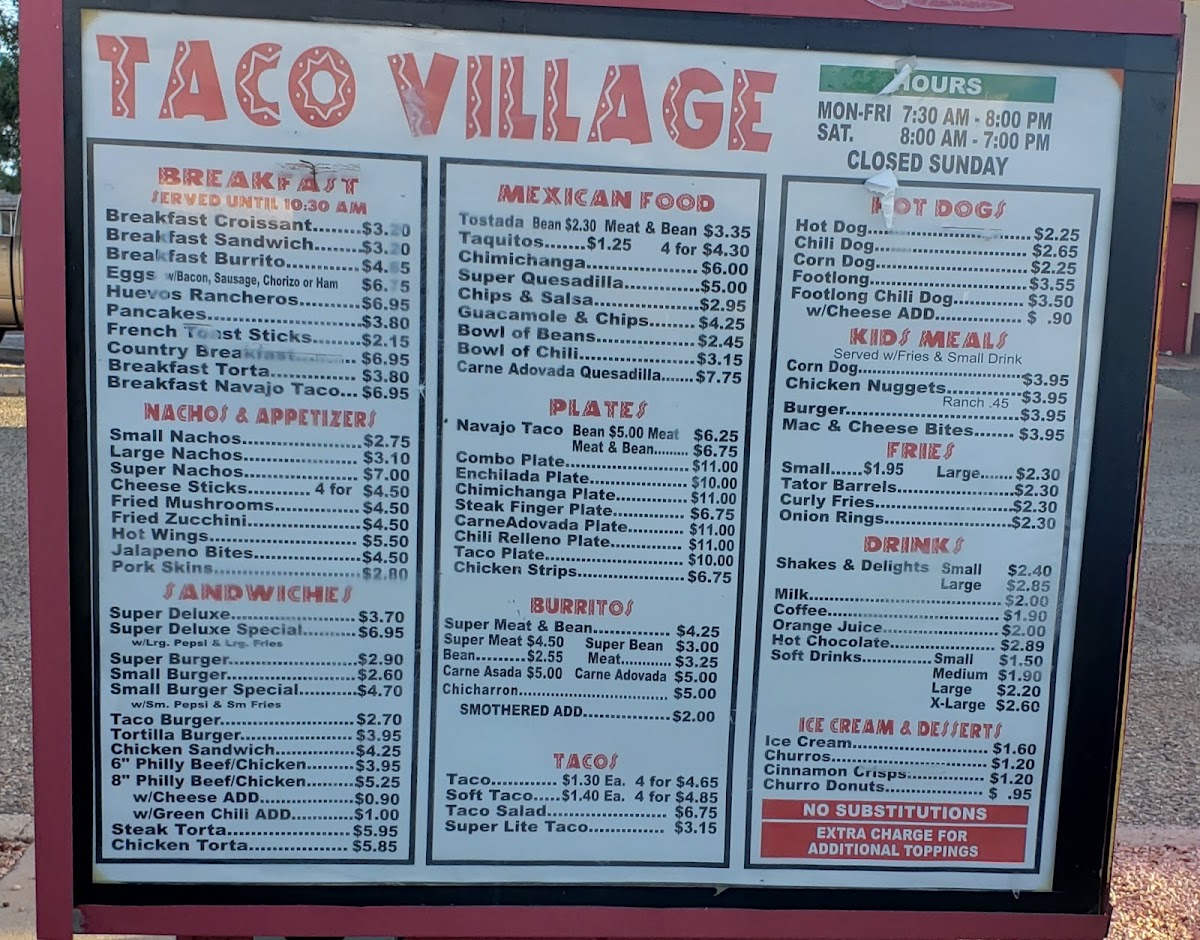 TACO VILLAGE
HOURS
MON-FRI 7:30 AM - 8:00 PM
SAT. 8:00 AM - 7:00 PM
CLOSED SUNDAY
BREAKFAST
SERVED UNTIL 10:30 AM
Breakfast Croissant........$3.20
Breakfast Sandwich........$3.20
Breakfast Burrito............$4.
Eggs w/Bacon, Sausage, Chorizo or Ham $6.
Huevos Rancheros.........$6.95
Pancakes.........................$3.80
French Toast Sticks........$2.15
Country Breakfast........... $6.95
Breakfast Torta.............. $3.80
Breakfast Navajo Taco... $6.95
NACHOS & APPETIZERS
Small Nachos.................... $2.75
Large Nachos.................... $3.10
Super Nachos.................... $7.00
Cheese Sticks.......... 4 for $4.50
Fried Mushrooms.............. $4.50
Fried Zucchini.................... $4.50
Hot Wings.......................... $5.50
Jalapeno Bites.................. $4.50
Pork Skins..........................$2.80
SANDWICHES
Super Deluxe......................$3.70
Super Deluxe Special.........$6.95
w/Lrg. Pepsi & Lrg. Fries
Super Burger......................$2.90
Small Burger......................$2.60
Small Burger Special.........$4.70
w/Sm. Pepsi & Sm Fries
Taco Burger........................$2.70
Tortilla Burger....................$3.95
Chicken Sandwich.............$4.25
6" Philly Beef/Chicken........$3.95
8" Philly Beef/Chicken........$5.25
w/Cheese ADD................$0.90
w/Green Chili ADD...........$1.00
Steak Torta....................... $5.95
Chicken Torta................... $5.85
MEXICAN FOOD
Tostada Bean $2.30 Meat & Bean $3.35
Taquitos.......$1.25 4 for $4.30
Chimichanga.................... $6.00
Super Quesadilla..............$5.00
Chips & Salsa...................$2.95
Guacamole & Chips........ $4.25
Bowl of Beans.................. $2.45
Bowl of Chili..................... $3.15
Carne Adovada Quesadilla.......$7.75
PLATES
Navajo Taco Bean $5.00 Meat $6.25
Meat & Bean......... $6.75
Combo Plate......................$11.00
Enchilada Plate.................. $10.00
Chimichanga Plate..............$11.00
Steak Finger Plate.............. $6.75
CarneAdovada Plate...........$11.00
Chili Relleno Plate.............. $11.00
Taco Plate......................... $10.00
Chicken Strips................... $6.75
BURRITOS
Super Meat & Bean............ $4.25
Super Meat $4.50 Super Bean $3.00
Bean..........$2.55 Meat...........$3.25
Carne Asada $5.00 Carne Adovada $5.00
Chicharron................................ $5.00
SMOTHERED ADD..................$2.00
TACOS
Taco............$1.30 Ea. 4 for $4.65
Soft Taco.....$1.40 Ea. 4 for $4.85
Taco Salad........................ $6.75
Super Lite Taco................ $3.15
HOT DOGS
Hot Dog.............................$2.25
Chili Dog........................... $2.65
Corn Dog.......................... $2.25
Footlong........................... $3.55
Footlong Chili Dog........... $3.50
w/Cheese ADD.............. $ .90
KIDS MEALS
Served w/Fries & Small Drink
Corn Dog..........................$3.95
Chicken Nuggets............ $3.95
Ranch .45
Burger............................. $3.95
Mac & Cheese Bites....... $3.95
FRIES
Small......$1.95 Large.......$2.30
Tator Barrels......................$2.30
Curly Fries.........................$2.30
Onion Rings.......................$2.30
DRINKS
Shakes & Delights Small $2.40
Large $2.85
Milk................................... $2.00
Coffee................................ $1.90
Orange Juice.................... $2.00
Hot Chocolate................... $2.89
Soft Drinks.............Small $1.50
Medium $1.90
Large $2.20
X-Large $2.60
ICE CREAM & DESSERTS
Ice Cream......................... $1.60
Churros............................ $1.20
Cinnamon Crisps............. $1.20
Churro Donuts................. $ .95
NO SUBSTITUTIONS
EXTRA CHARGE FOR
ADDITIONAL TOPPINGS